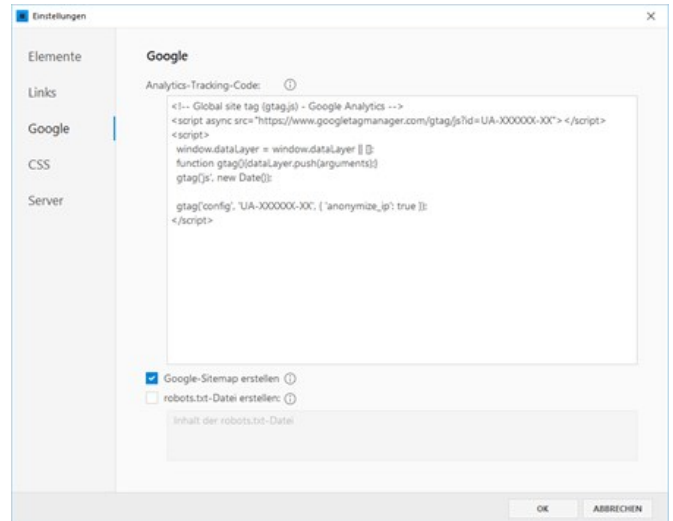 Einstellungen
Elemente
Links
Google
CSS
Server
Google
Analytics-Tracking-Code:
<!-- Global site tag (gtag.js) - Google Analytics -->
<script async src="https://www.googletagmanager.com/gtag/js?id=UA-XXXXXX-XX"></script>
<script>
window.dataLayer = window.dataLayer || [];
function gtag(){dataLayer.push(arguments);}
gtag('js', new Date());
gtag('config', 'UA-XXXXXX-XX', { 'anonymize_ip': true });
</script>
Google-Sitemap erstellen
robots.txt-Datei erstellen:
Inhalt der robots.txt-Datei
OK
ABBRECHEN